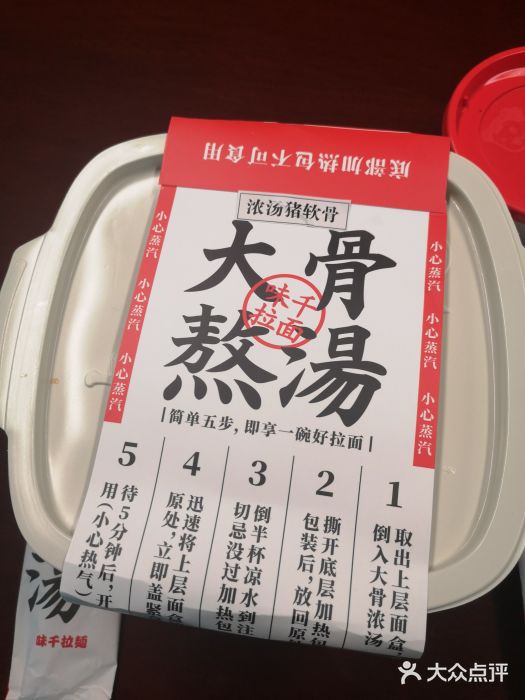 底部加热包不可食用
浓汤猪软骨
大骨
熬湯
味千
拉面
小心蒸汽
小心蒸汽
小心蒸汽
小心蒸汽
小心蒸汽
小心蒸汽
简单五步,即享一碗好拉面
1
取出上层面盒,
倒入大骨浓汤
2
撕开底层加热包
包装后,放回原
3
倒半杯凉水到注
切忌没过加热包
4
迅速将上层面盒
原处,立即盖紧
5
待5分钟后,开
用(小心热气)
湯
味千拉麺
大众点评